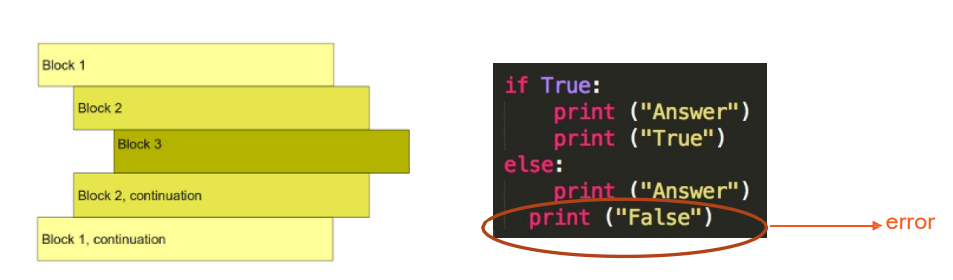 Block 1
Block 2
Block 3
Block 2, continuation
Block 1, continuation
if True:
    print ("Answer")
    print ("True")
else:
    print ("Answer")
  print ("False")
error